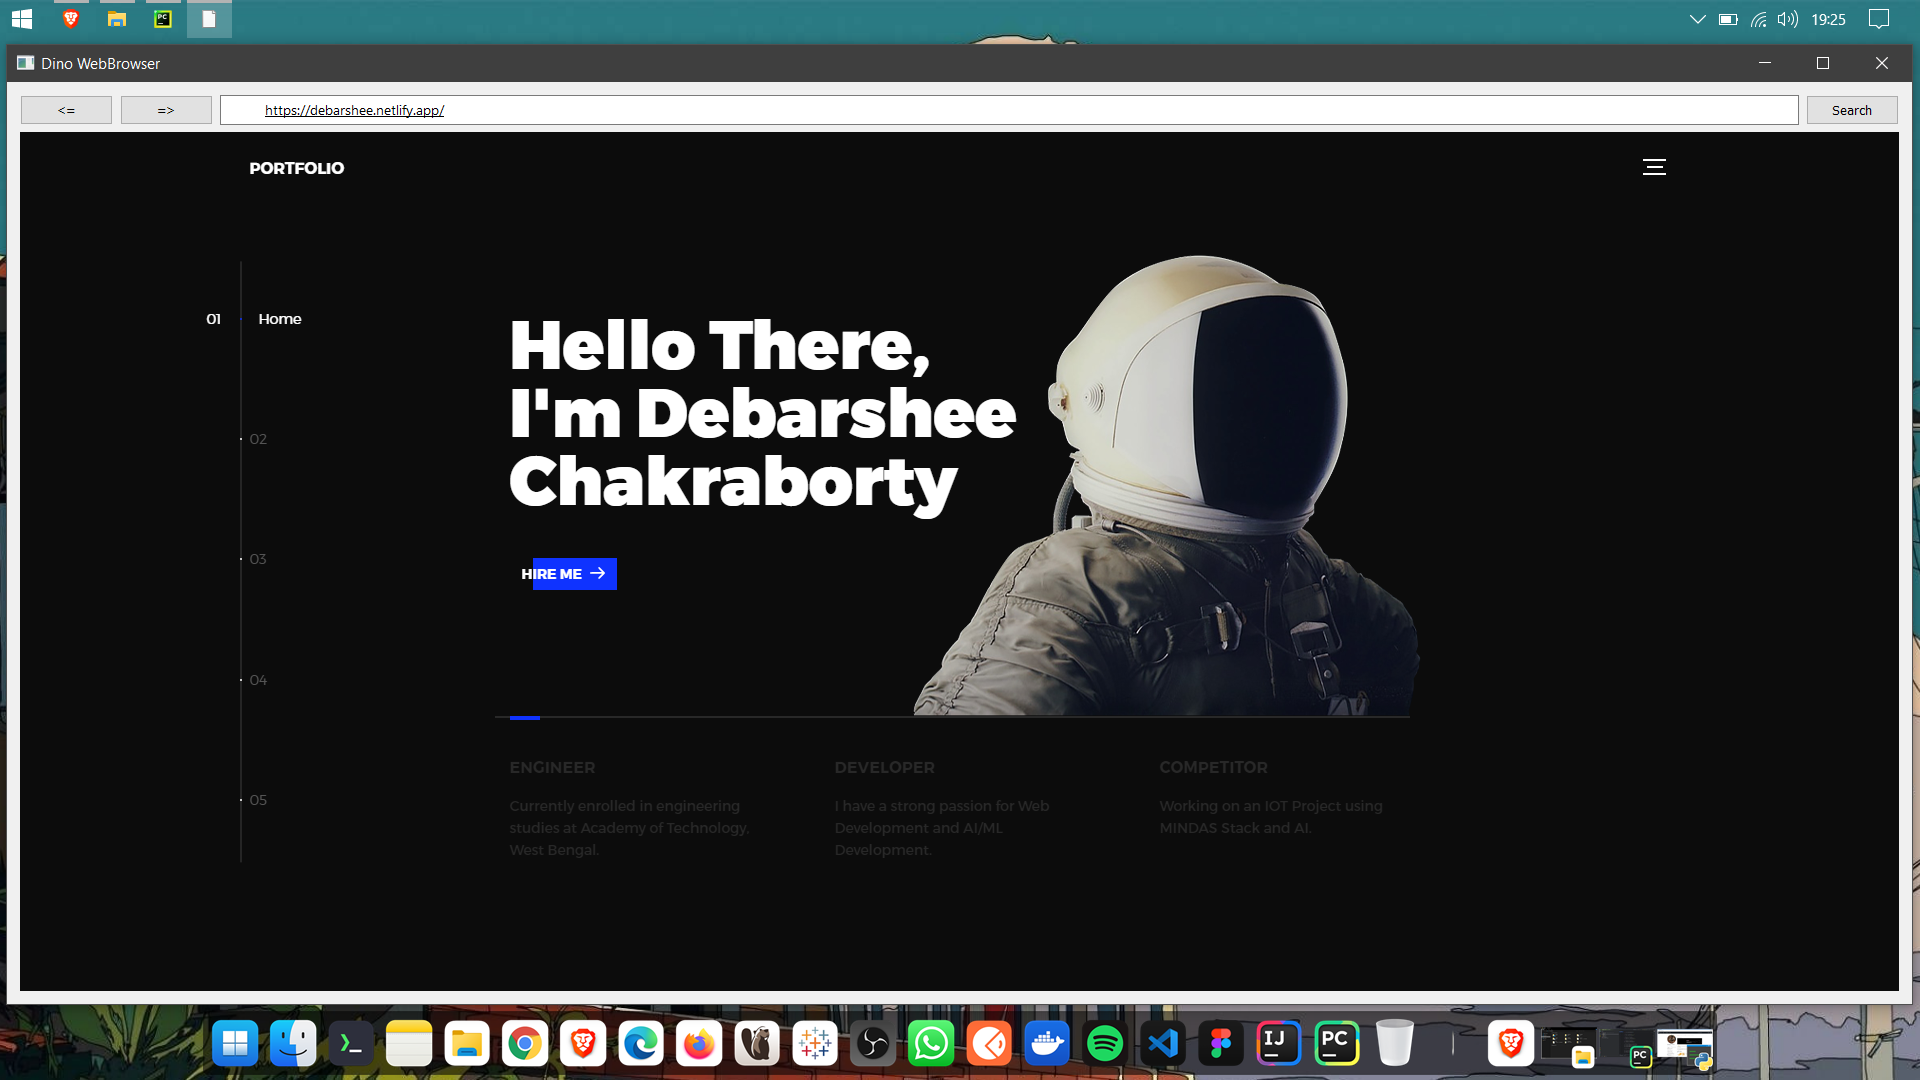 PC
19:25
Dino WebBrowser
<=
=>
https://debarshee.netlify.app/
Search
PORTFOLIO
01
Home
Hello There,
I'm Debarshee
Chakraborty
02
03
HIRE ME
04
05
ENGINEER
Currently enrolled in engineering
studies at Academy of Technology,
West Bengal.
DEVELOPER
I have a strong passion for Web
Development and AI/ML
Development.
COMPETITOR
Working on an IOT Project using
MINDAS Stack and AI.
IJ
PC
PC